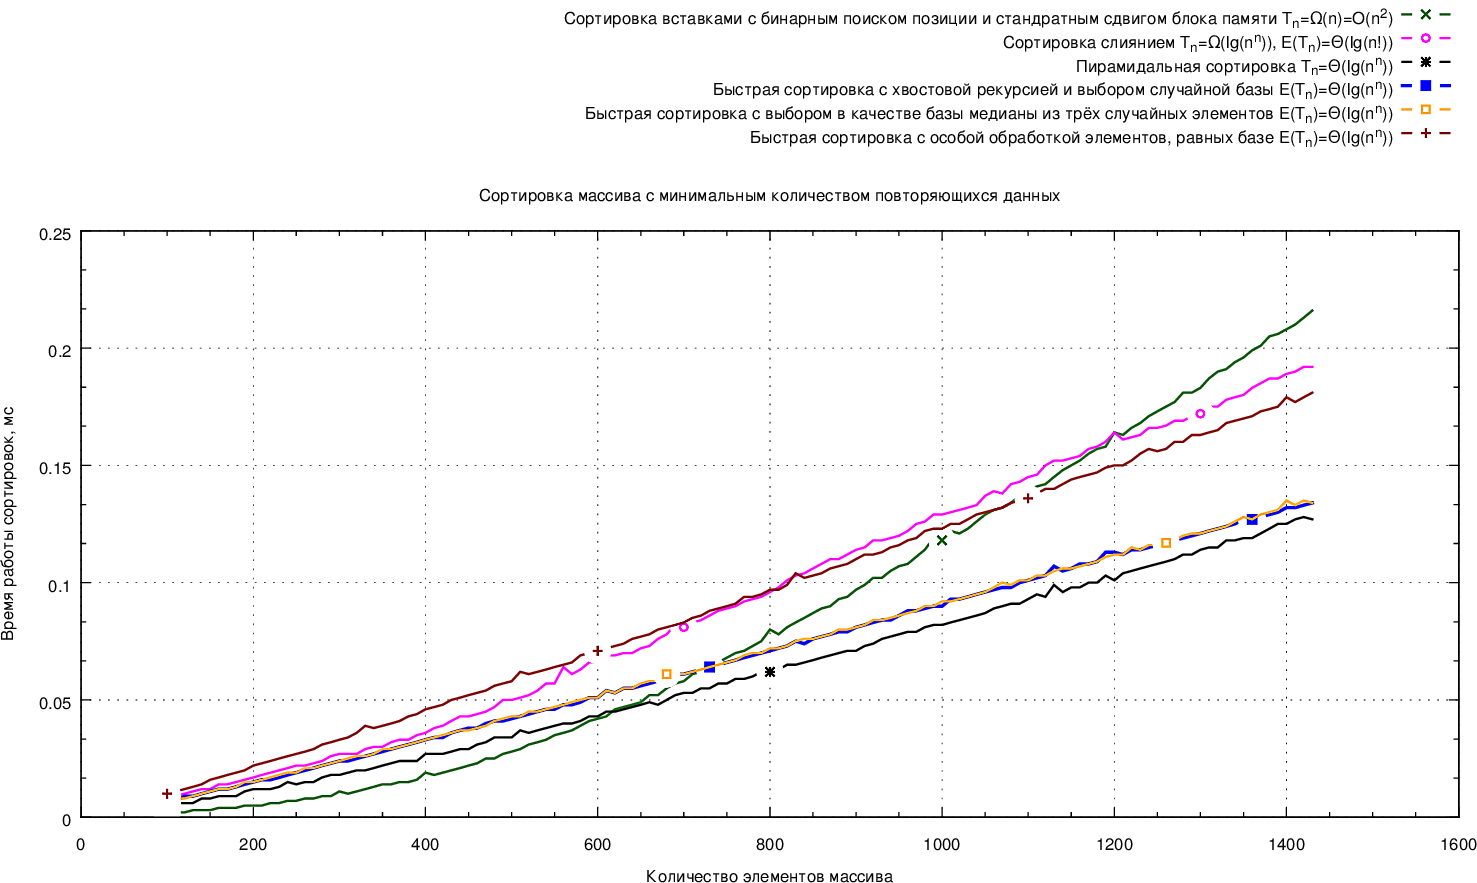 Сортировка вставками с бинарным поиском позиции и стандратным сдвигом блока памяти Tn=Ω(n)=O(n²)
Сортировка слиянием Tn=Ω(lg(nⁿ)), E(Tn)=Θ(lg(n!))
Пирамидальная сортировка Tn=Θ(lg(nⁿ))
Быстрая сортировка с хвостовой рекурсией и выбором случайной базы E(Tn)=Θ(lg(nⁿ))
Быстрая сортировка с выбором в качестве базы медианы из трёх случайных элементов E(Tn)=Θ(lg(nⁿ))
Быстрая сортировка с особой обработкой элементов, равных базе E(Tn)=Θ(lg(nⁿ))
Сортировка массива с минимальным количеством повторяющихся данных
0.25
0.2
0.15
0.1
0.05
0
Время работы сортировок, мс
0 200 400 600 800 1000 1200 1400 1600
Количество элементов массива